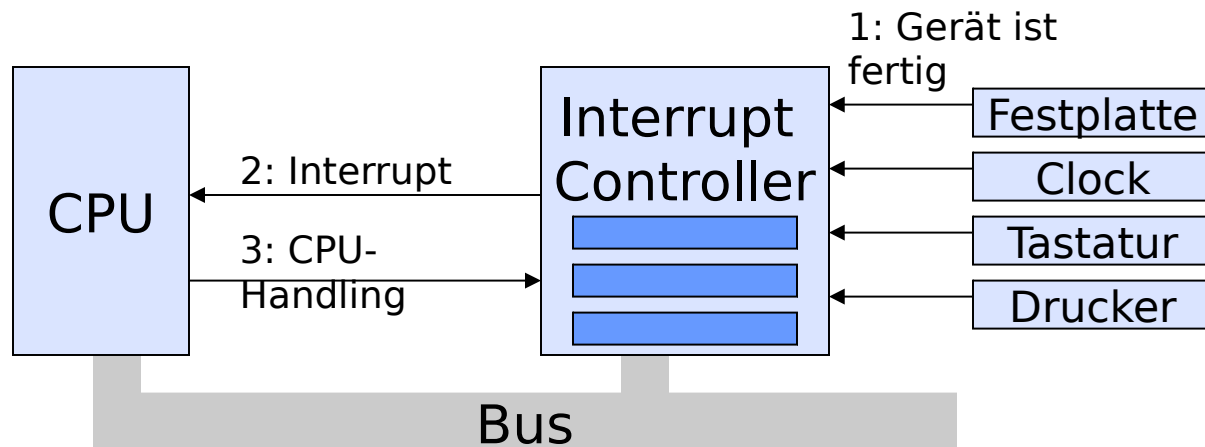 1: Gerät ist
fertig
CPU
2: Interrupt
3: CPU-
Handling
Interrupt
Controller
Festplatte
Clock
Tastatur
Drucker
Bus